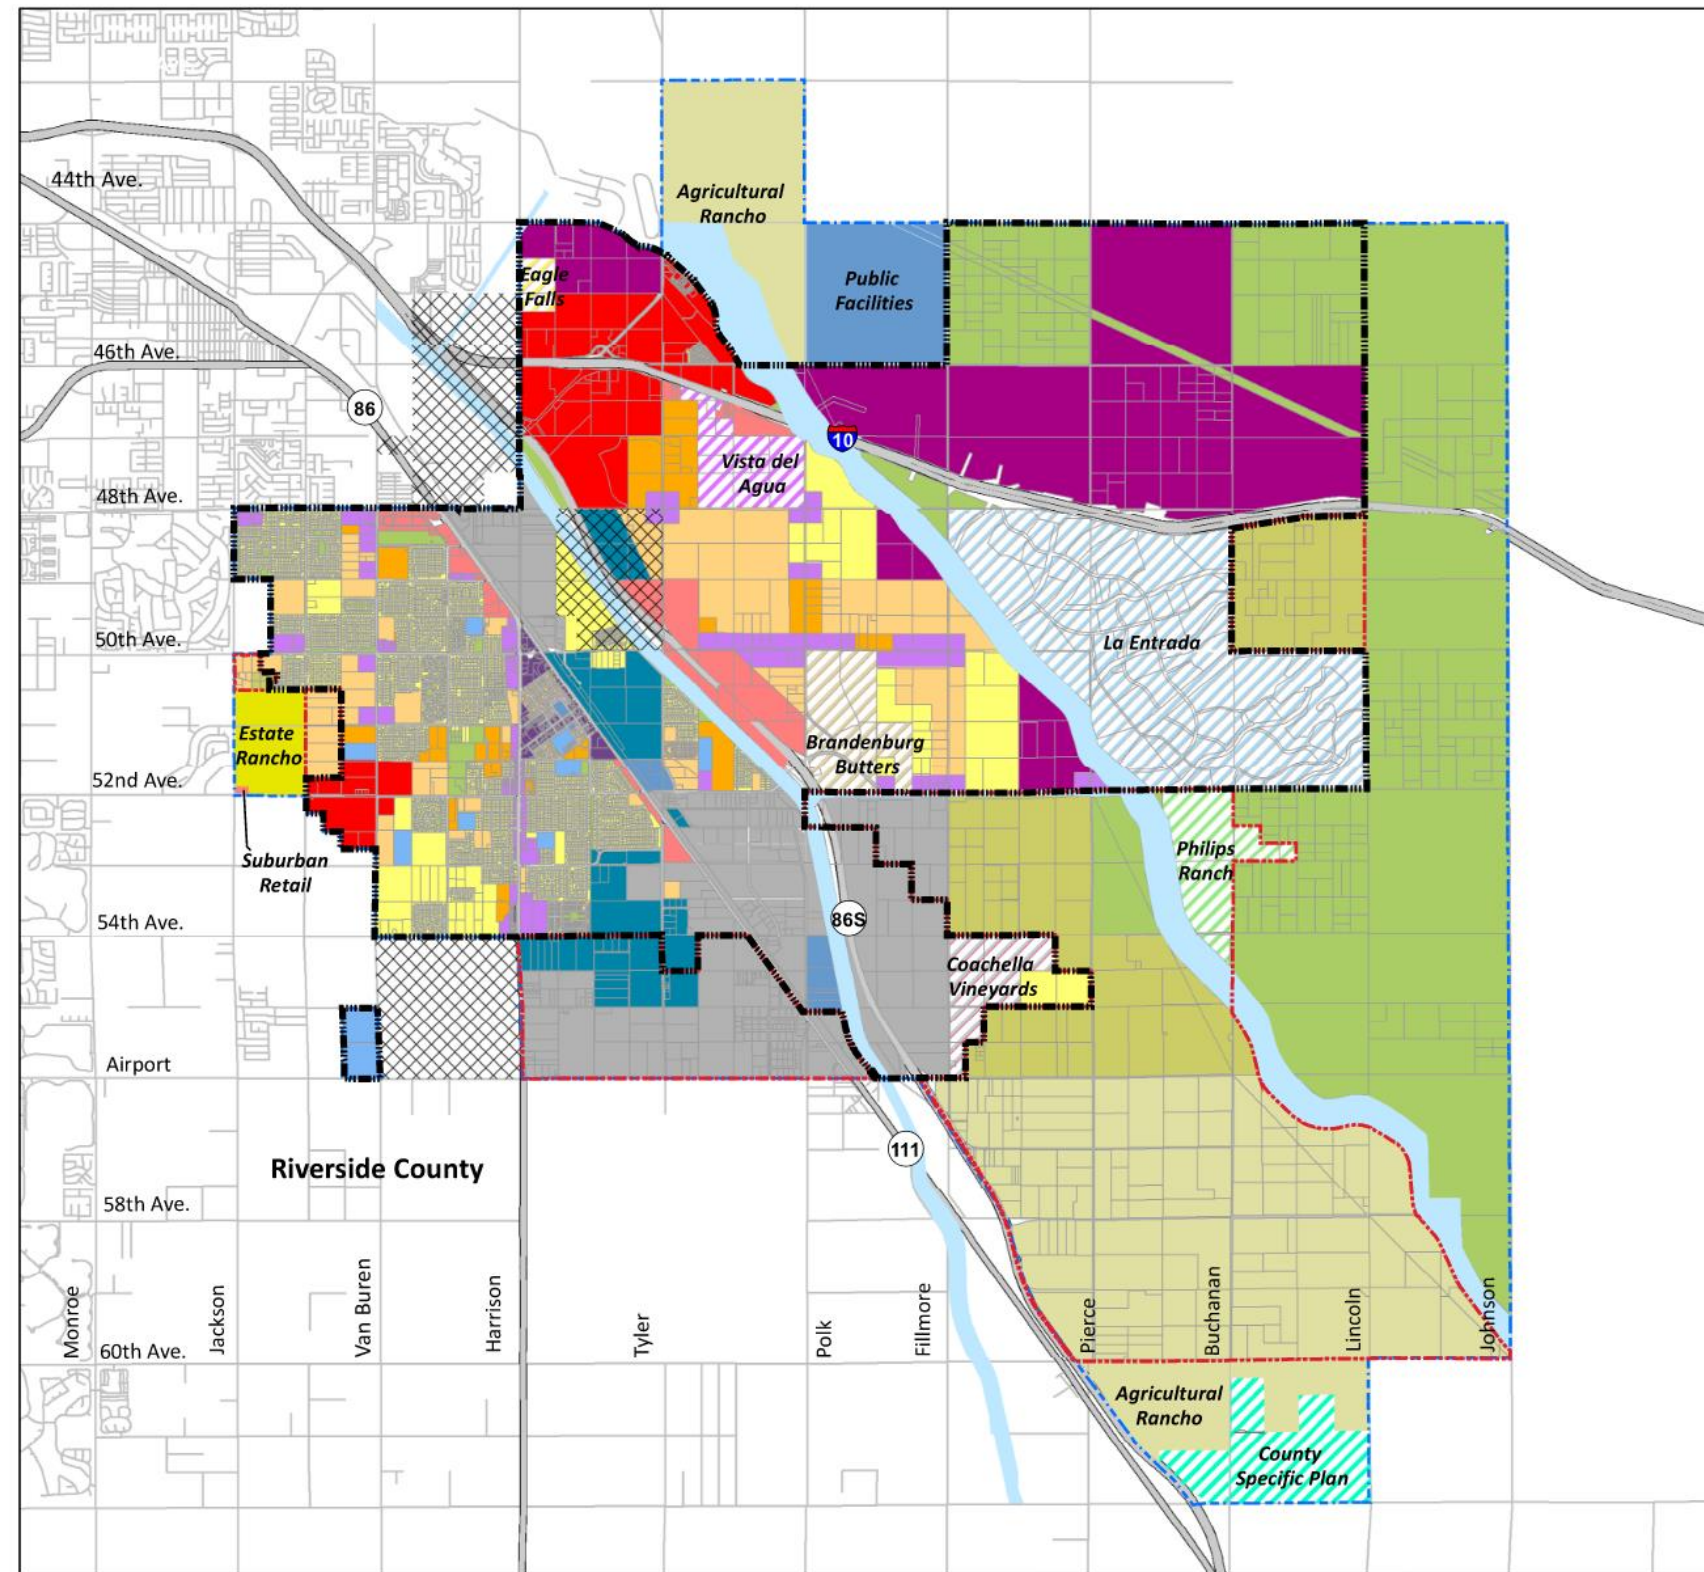 44th Ave.
Agricultural
Rancho
Eagle
Falls
Public
Facilities
46th Ave.
86
10
Vista del
Agua
48th Ave.
50th Ave.
La Entrada
Estate
Rancho
Brandenburg
Butters
52nd Ave.
Suburban
Retail
Philips
Ranch
54th Ave.
86S
Coachella
Vineyards
Airport
111
Riverside County
58th Ave.
Monroe
Jackson
Van Buren
Harrison
Tyler
Polk
Fillmore
Pierce
Buchanan
Lincoln
Johnson
60th Ave.
Agricultural
Rancho
County
Specific Plan